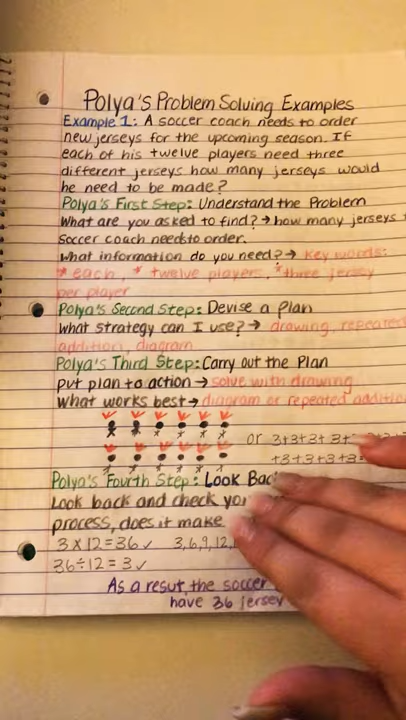 Polya's Problem Solving Examples
Example 1: A soccer coach needs to order
new jerseys for the upcoming season. If
each of his twelve players need three
different jerseys how many jerseys would
he need to be made?
Polya's First Step: Understand the Problem
What are you asked to find? → how many jerseys
soccer coach needs to order.
What information do you need? → key words:
* each, * twelve players, * three jersey
per player
Polya's Second Step: Devise a Plan
What strategy can I use? → drawing, repeated
addition, diagram
Polya's Third Step: Carry out the Plan
put plan to action → solve with drawing
What works best → diagram or repeated
or 3+3+3+3+
+3+3+3+3=
Polya's Fourth Step: Look
Look back and check
process, does it make
3 x 12 = 36 ✓ 3, 6, 9, 12,
36 ÷ 12 = 3 ✓
As a resut, the soccer
have 36 jersey